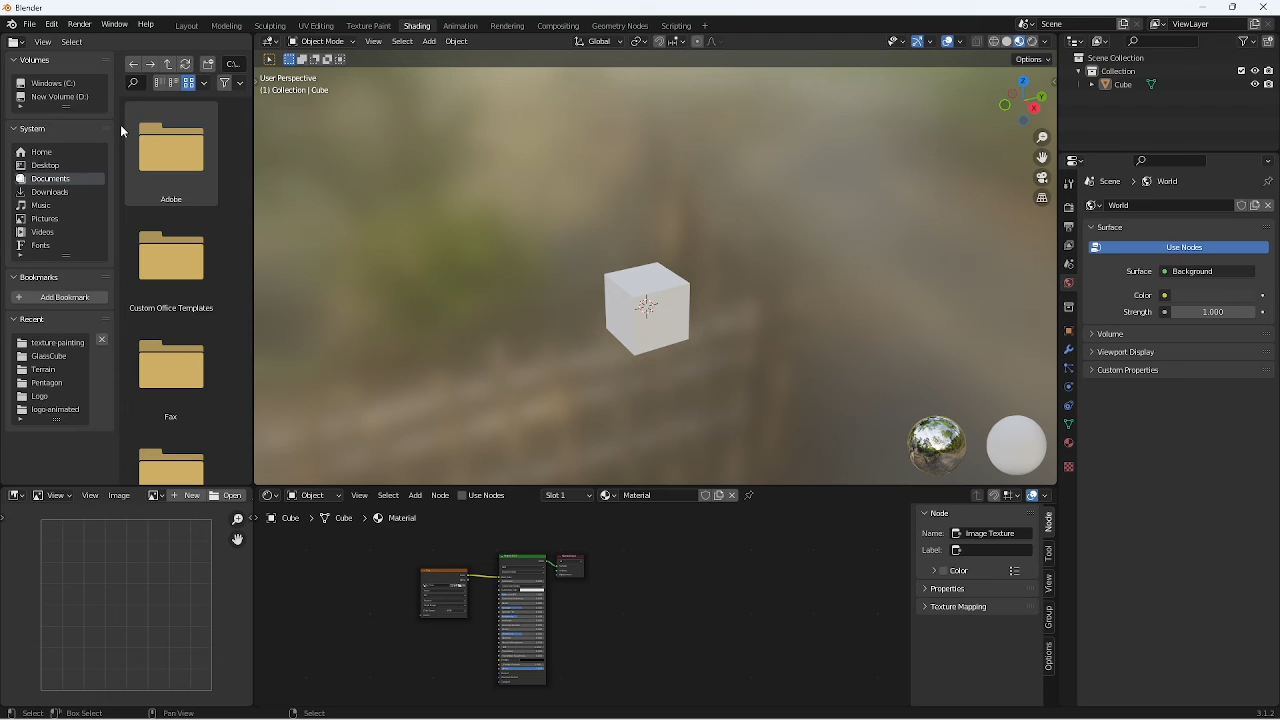 Blender
File Edit Render Window Help Layout Modeling Sculpting UV Editing Texture Paint Shading Animation Rendering Compositing Geometry Nodes Scripting + Scene ViewLayer
View Select Object Mode View Select Add Object Global
Options
Volumes
Windows (C:)
New Volume (D:)
C:\...
System
Home
Desktop
Documents
Downloads
Music
Pictures
Videos
Fonts
Bookmarks
Add Bookmark
Recent
texture-painting
GlassCube
Terrain
Pentagon
Logo
logo-animated
Adobe
Custom Office Templates
Fax
User Perspective
(1) Collection | Cube
Z
Y
X
Scene Collection
Collection
Cube
Scene > World
World
Surface
Use Nodes
Surface Background
Color
Strength 1.000
Volume
Viewport Display
Custom Properties
View View Image New Open
Object View Select Add Node Use Nodes Slot 1 Material
Cube > Cube > Material
Node
Name: Image Texture
Label:
Color
Node
Tool
View
Group
Options
Select Box Select Pan View Select 3.1.2